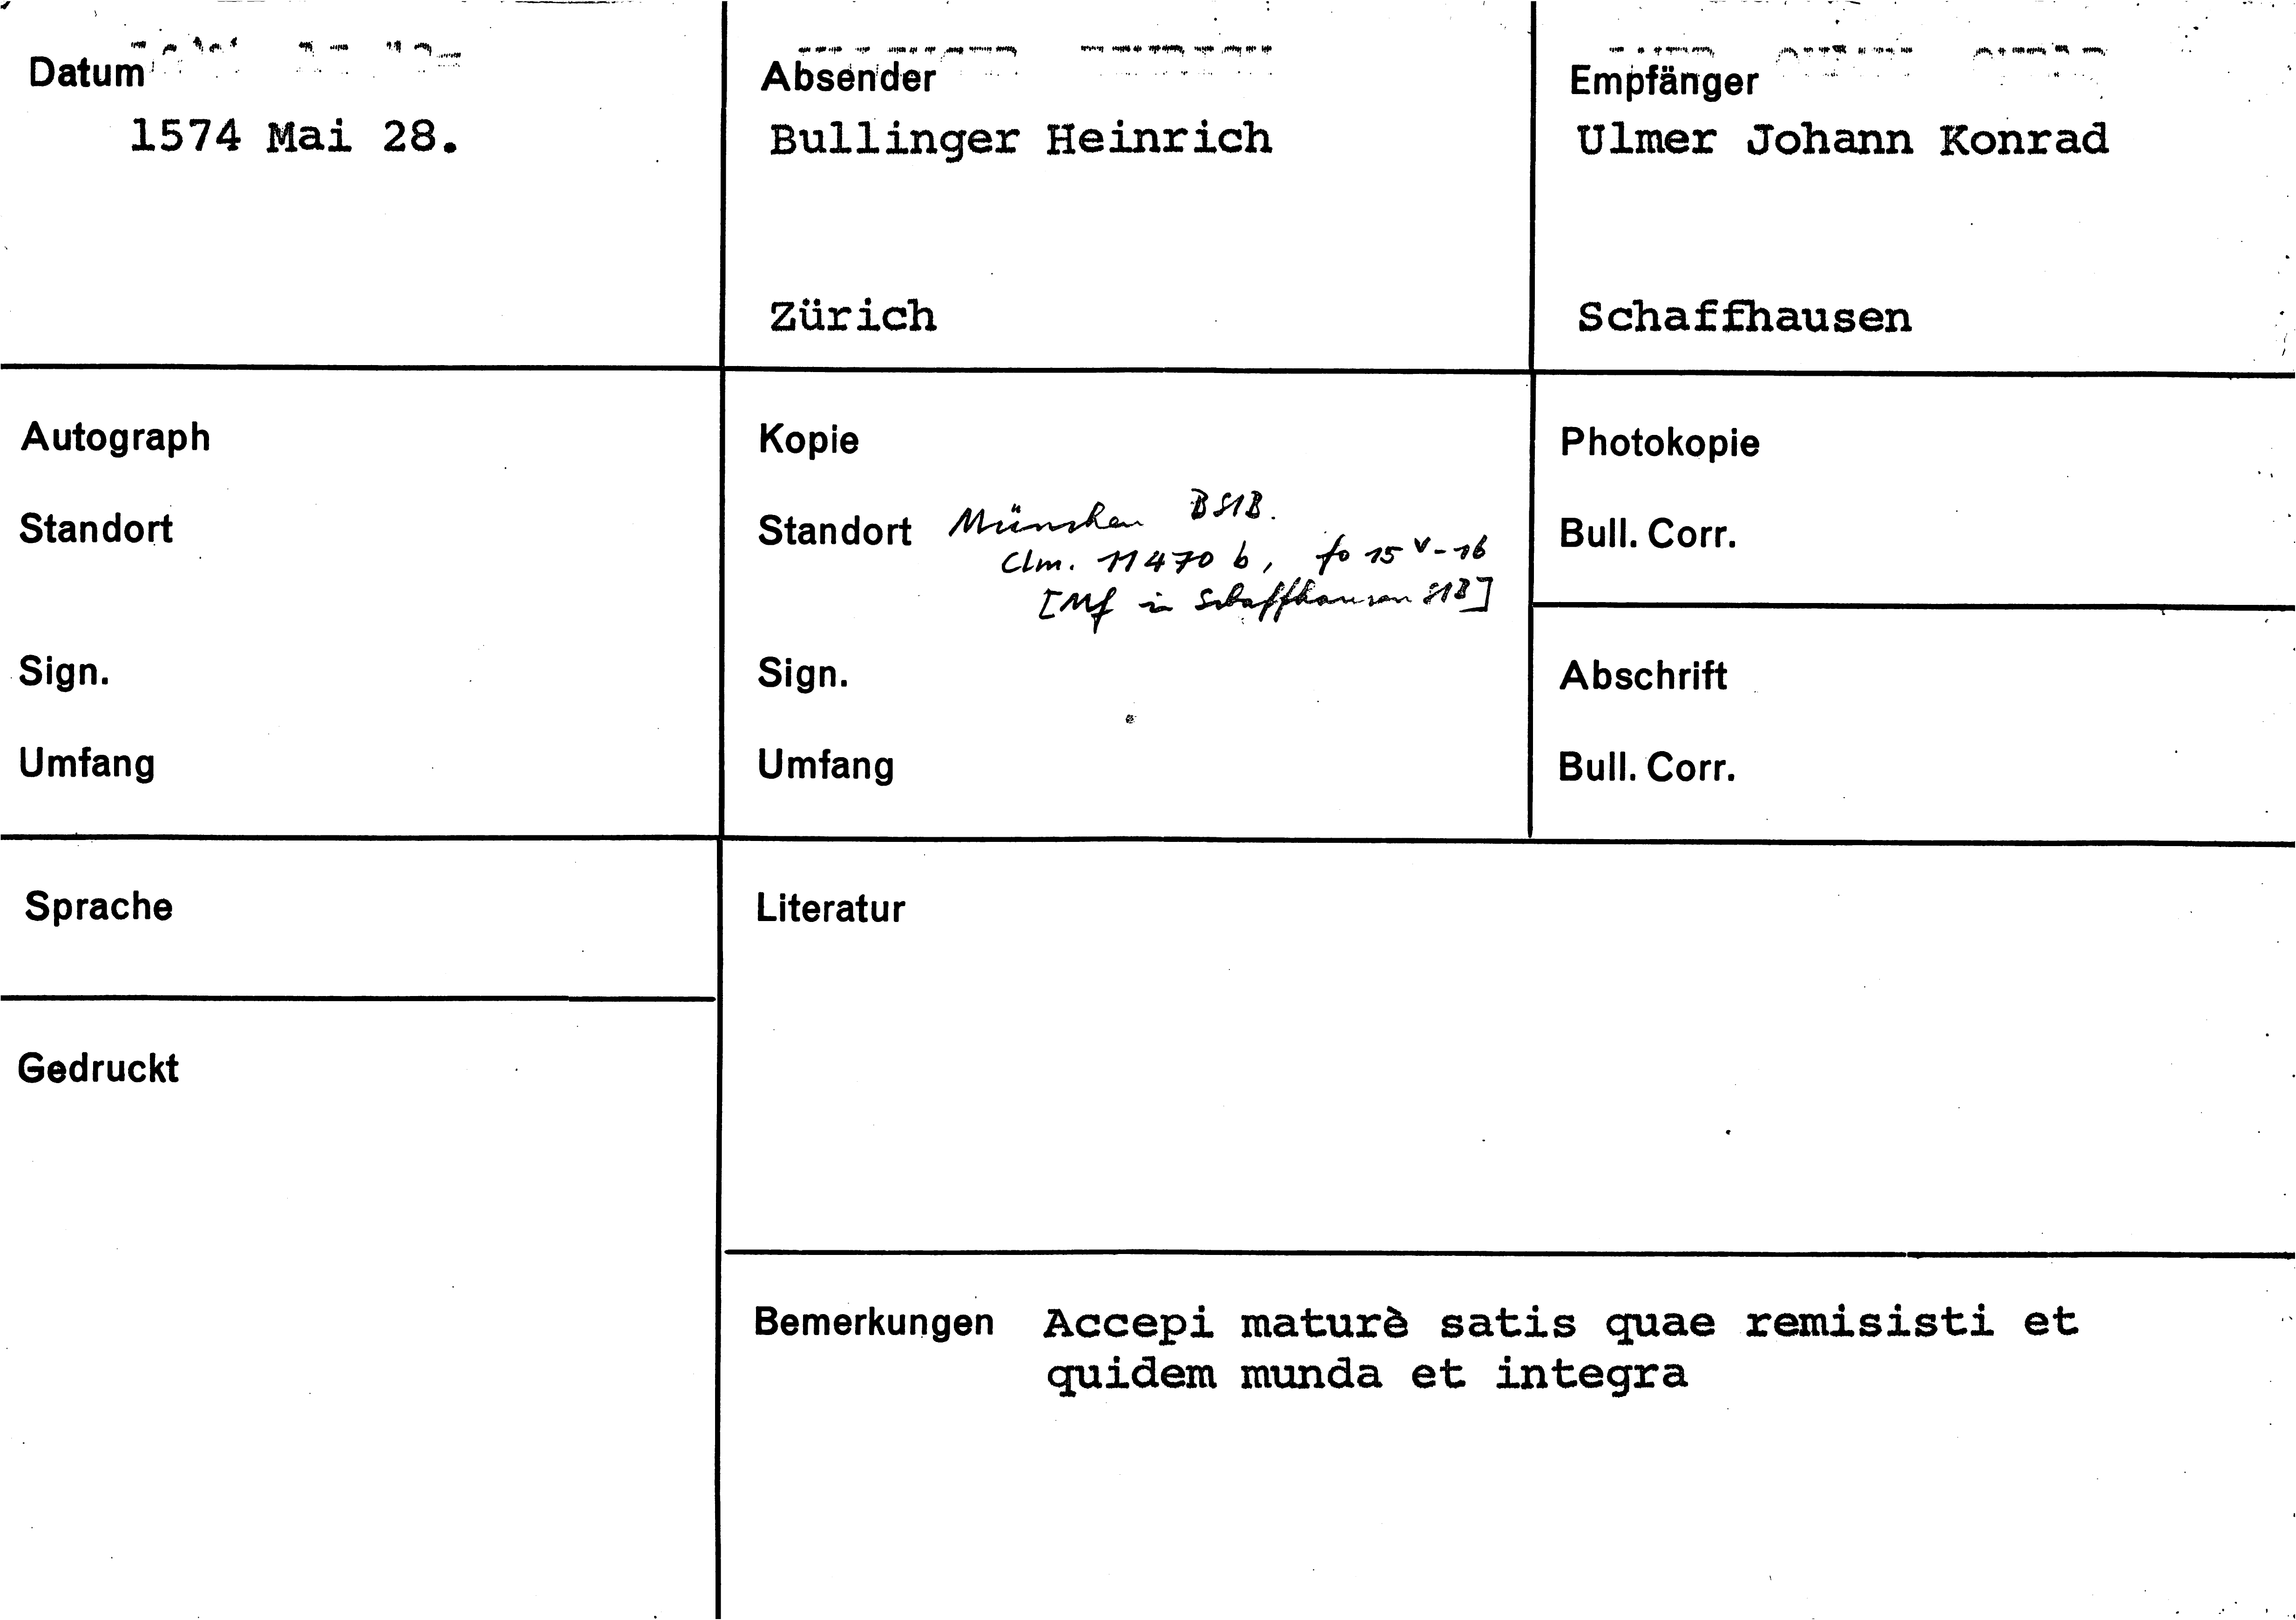 Datum
1574 Mai 28.
Absender
Bullinger Heinrich
Zürich
Empfänger
Ulmer Johann Konrad
Schaffhausen
Autograph
Standort
Sign.
Umfang
Kopie
Standort München BStB.
Clm. 11470 b, fo 15 v - 16
[Mf in Schaffhausen StB]
Sign.
Umfang
Photokopie
Bull. Corr.
Abschrift
Bull. Corr.
Sprache
Gedruckt
Literatur
Bemerkungen Accepi maturè satis quae remisisti et
quidem munda et integra